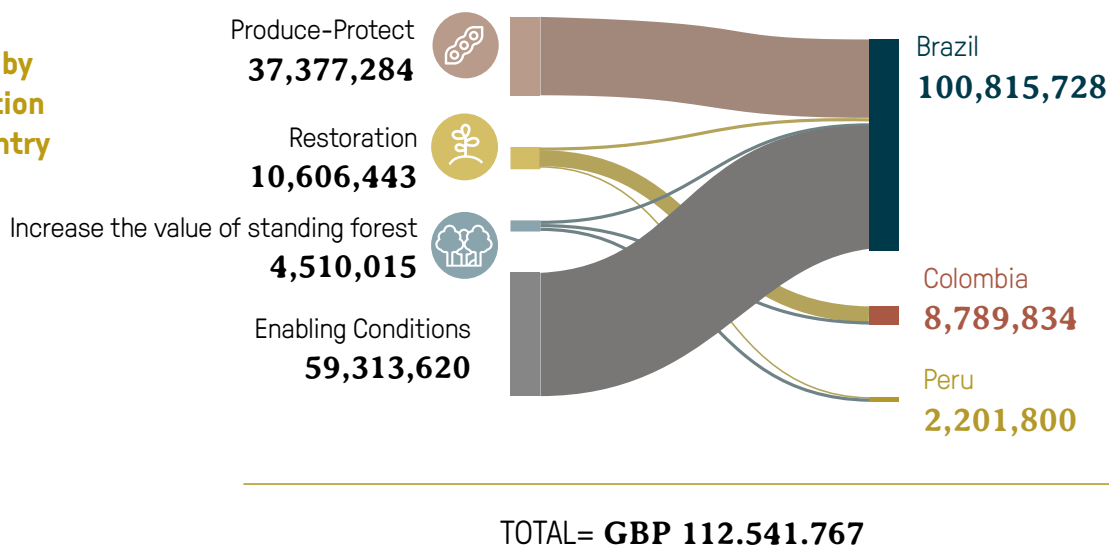 by
tion
ntry
Produce-Protect
37,377,284
Restoration
10,606,443
Increase the value of standing forest
4,510,015
Enabling Conditions
59,313,620
Brazil
100,815,728
Colombia
8,789,834
Peru
2,201,800
TOTAL= GBP 112.541.767